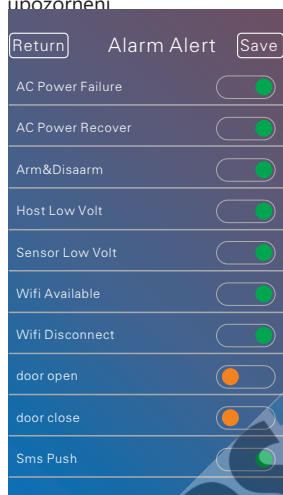 upozornění
Return Alarm Alert Save
AC Power Failure
AC Power Recover
Arm&Disaarm
Host Low Volt
Sensor Low Volt
Wifi Available
Wifi Disconnect
door open
door close
Sms Push